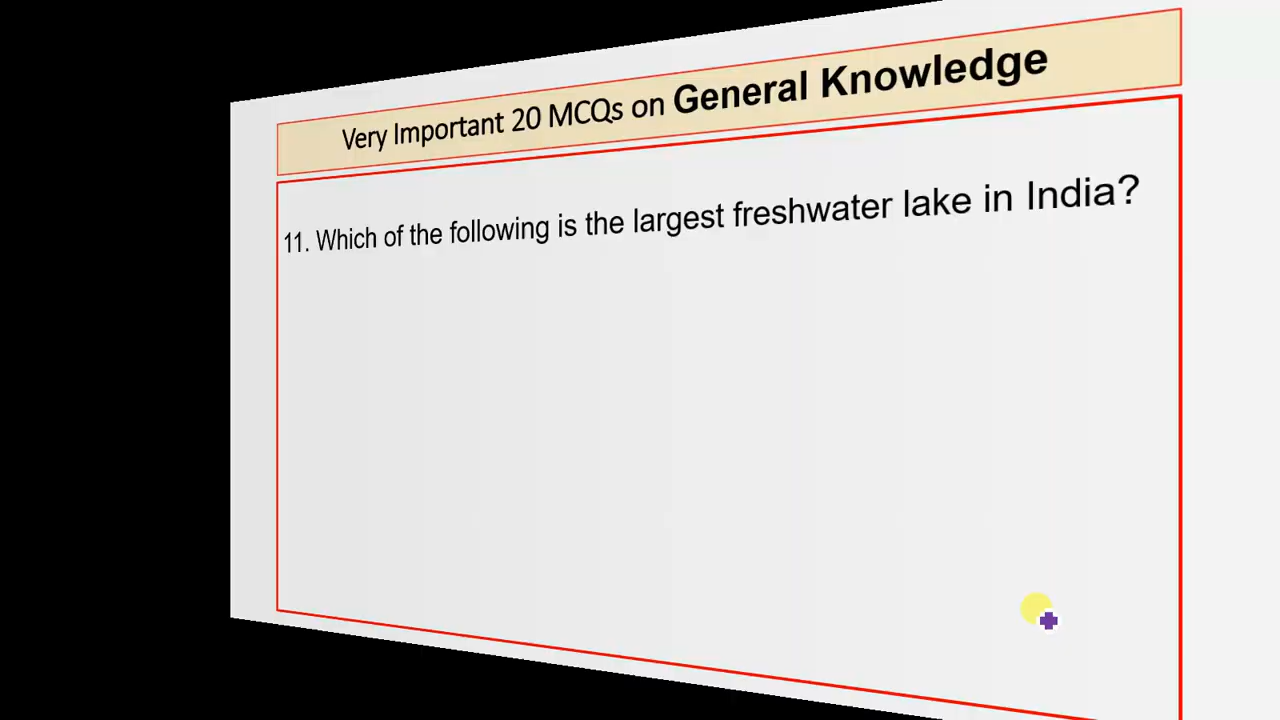 Very Important 20 MCQs on General Knowledge
11. Which of the following is the largest freshwater lake in India?